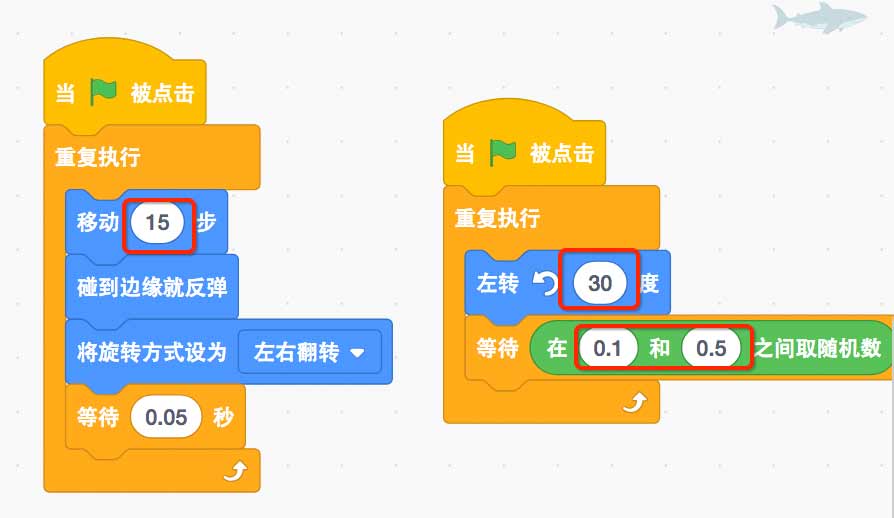 当 被点击
重复执行
移动 15 步
碰到边缘就反弹
将旋转方式设为 左右翻转
等待 0.05 秒
当 被点击
重复执行
左转 30 度
等待 在 0.1 和 0.5 之间取随机数